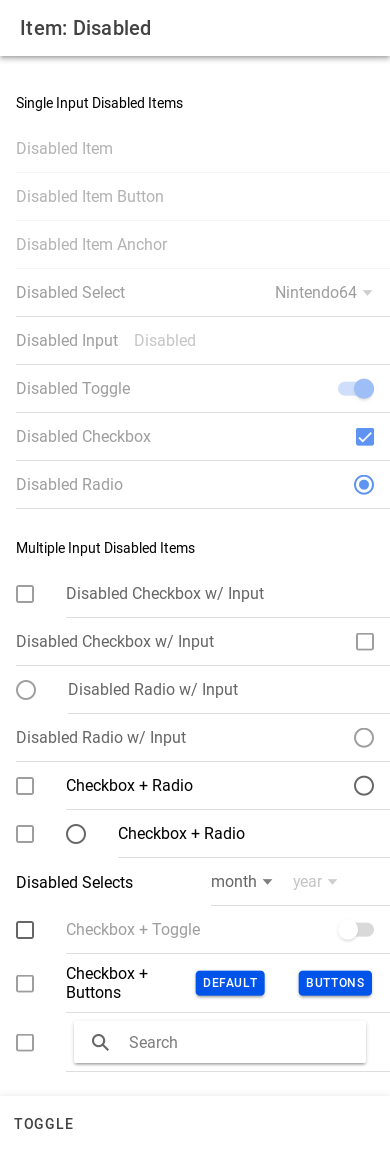 Item: Disabled
Single Input Disabled Items
Disabled Item
Disabled Item Button
Disabled Item Anchor
Disabled Select Nintendo64
Disabled Input Disabled
Disabled Toggle
Disabled Checkbox
Disabled Radio
Multiple Input Disabled Items
Disabled Checkbox w/ Input
Disabled Checkbox w/ Input
Disabled Radio w/ Input
Disabled Radio w/ Input
Checkbox + Radio
Checkbox + Radio
Disabled Selects month year
Checkbox + Toggle
Checkbox +
Buttons DEFAULT BUTTONS
Search
TOGGLE